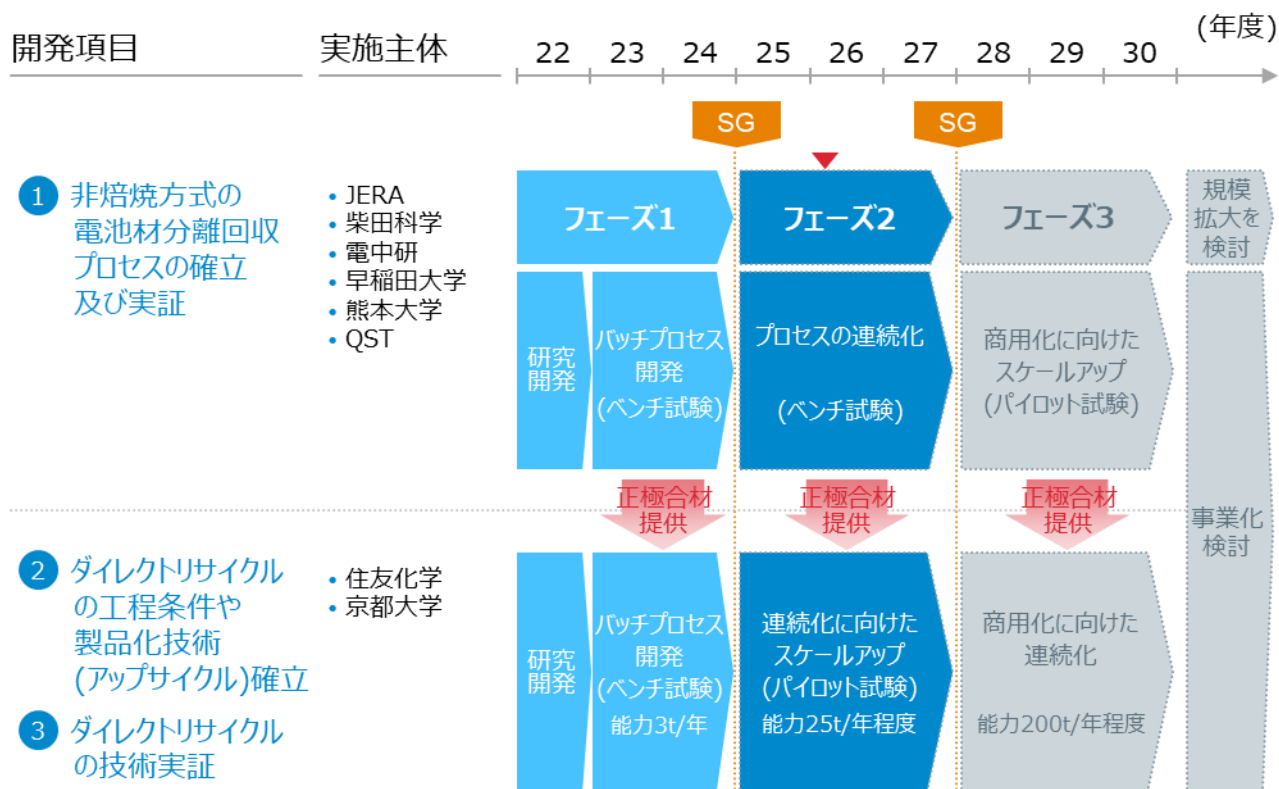 (年度)
開発項目
実施主体
22 23 24 25 26 27 28 29 30
SG
SG
1
非焙焼方式の
電池材分離回収
プロセスの確立
及び実証
• JERA
• 柴田科学
• 電中研
• 早稲田大学
• 熊本大学
• QST
フェーズ1
フェーズ2
フェーズ3
規模
拡大を
検討
研究
開発
バッチプロセス
開発
(ベンチ試験)
プロセスの連続化
(ベンチ試験)
商用化に向けた
スケールアップ
(パイロット試験)
正極合材
提供
正極合材
提供
正極合材
提供
事業化
検討
2
ダイレクトリサイクル
の工程条件や
製品化技術
(アップサイクル)確立
3
ダイレクトリサイクル
の技術実証
• 住友化学
• 京都大学
研究
開発
バッチプロセス
開発
(ベンチ試験)
能力3t/年
連続化に向けた
スケールアップ
(パイロット試験)
能力25t/年程度
商用化に向けた
連続化
能力200t/年程度